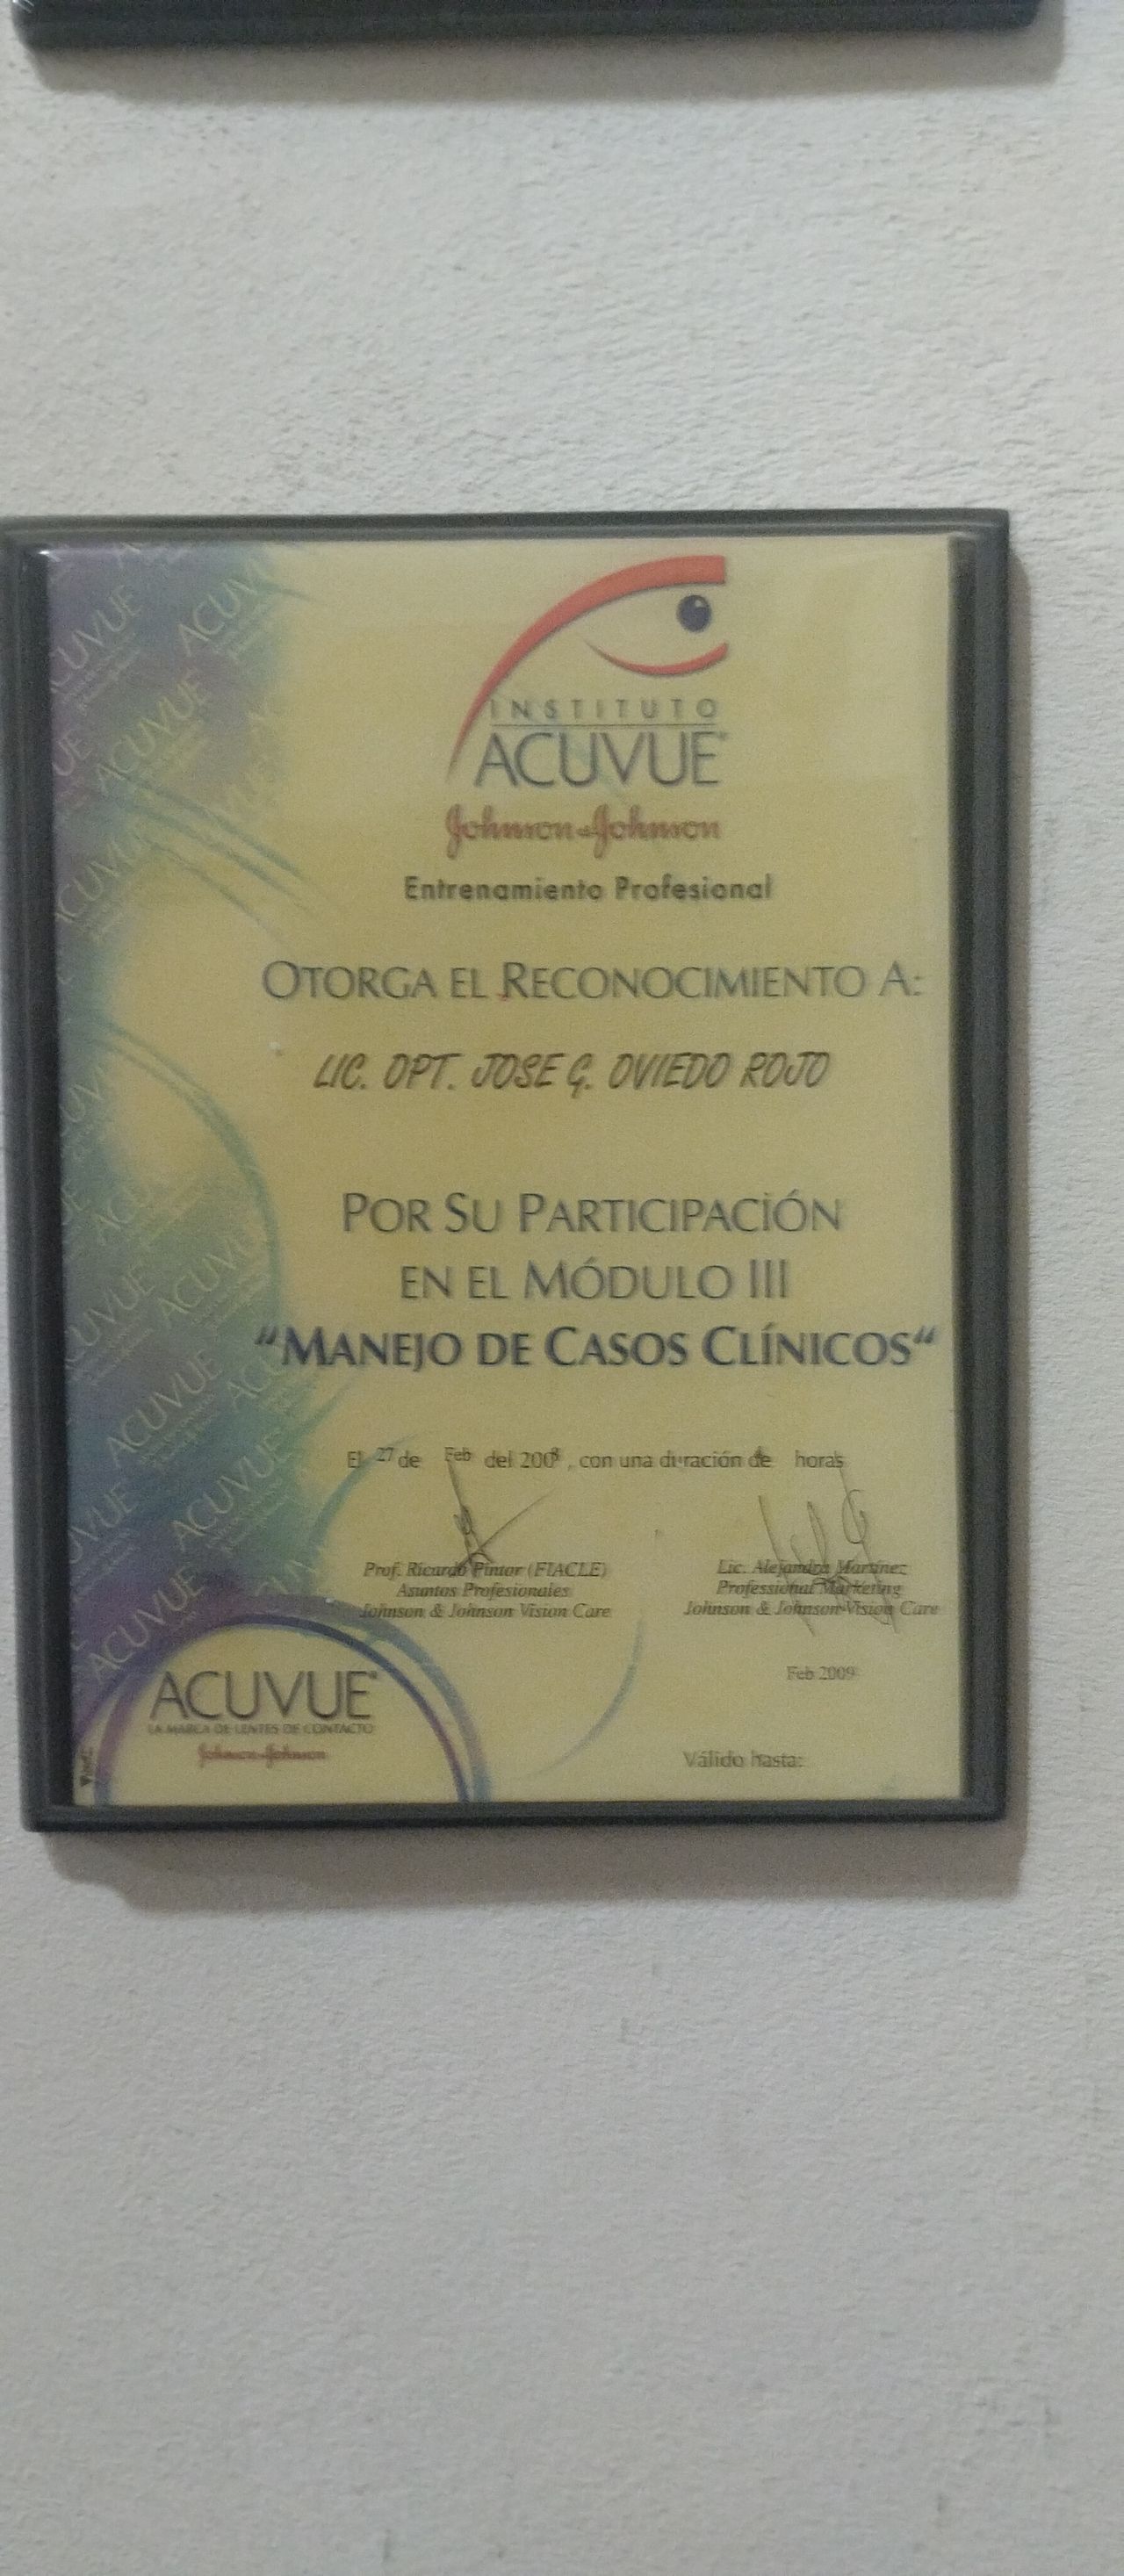 INSTITUTO
ACUVUE®
Johnson & Johnson
Entrenamiento Profesional
OTORGA EL RECONOCIMIENTO A:
LIC. OPT. JOSE G. OVIEDO ROJO
POR SU PARTICIPACIÓN
EN EL MÓDULO III
“MANEJO DE CASOS CLÍNICOS“
El 27 de Feb del 2008, con una duración de horas
Prof. Ricardo Pintor (FIACLE)
Asuntos Profesionales
Johnson & Johnson Vision Care
Lic. Alejandra Martínez
Professional Marketing
Johnson & Johnson Vision Care
Feb 2009
Válido hasta:
ACUVUE®
LA MARCA DE LENTES DE CONTACTO
Johnson & Johnson